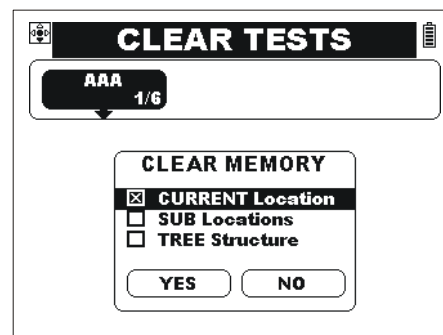 CLEAR TESTS
AAA
1/6
CLEAR MEMORY
CURRENT Location
SUB Locations
TREE Structure
YES NO